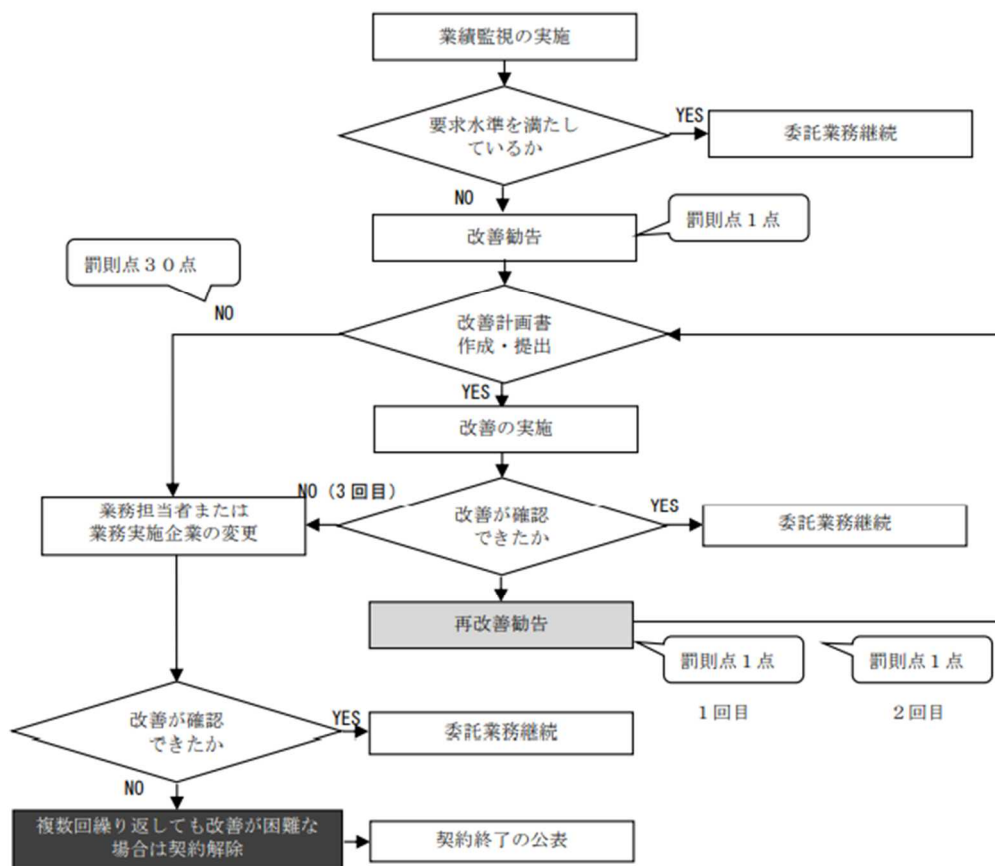 業績監視の実施
要求水準を満たし
ているか
YES
委託業務継続
NO
罰則点1点
改善勧告
罰則点30点
NO
改善計画書
作成・提出
YES
改善の実施
NO(3回目)
業務担当者または
業務実施企業の変更
改善が確認
できたか
YES
委託業務継続
再改善勧告
罰則点1点
罰則点1点
1回目
2回目
改善が確認
できたか
YES
委託業務継続
NO
複数回繰り返しても改善が困難な
場合は契約解除
契約終了の公表